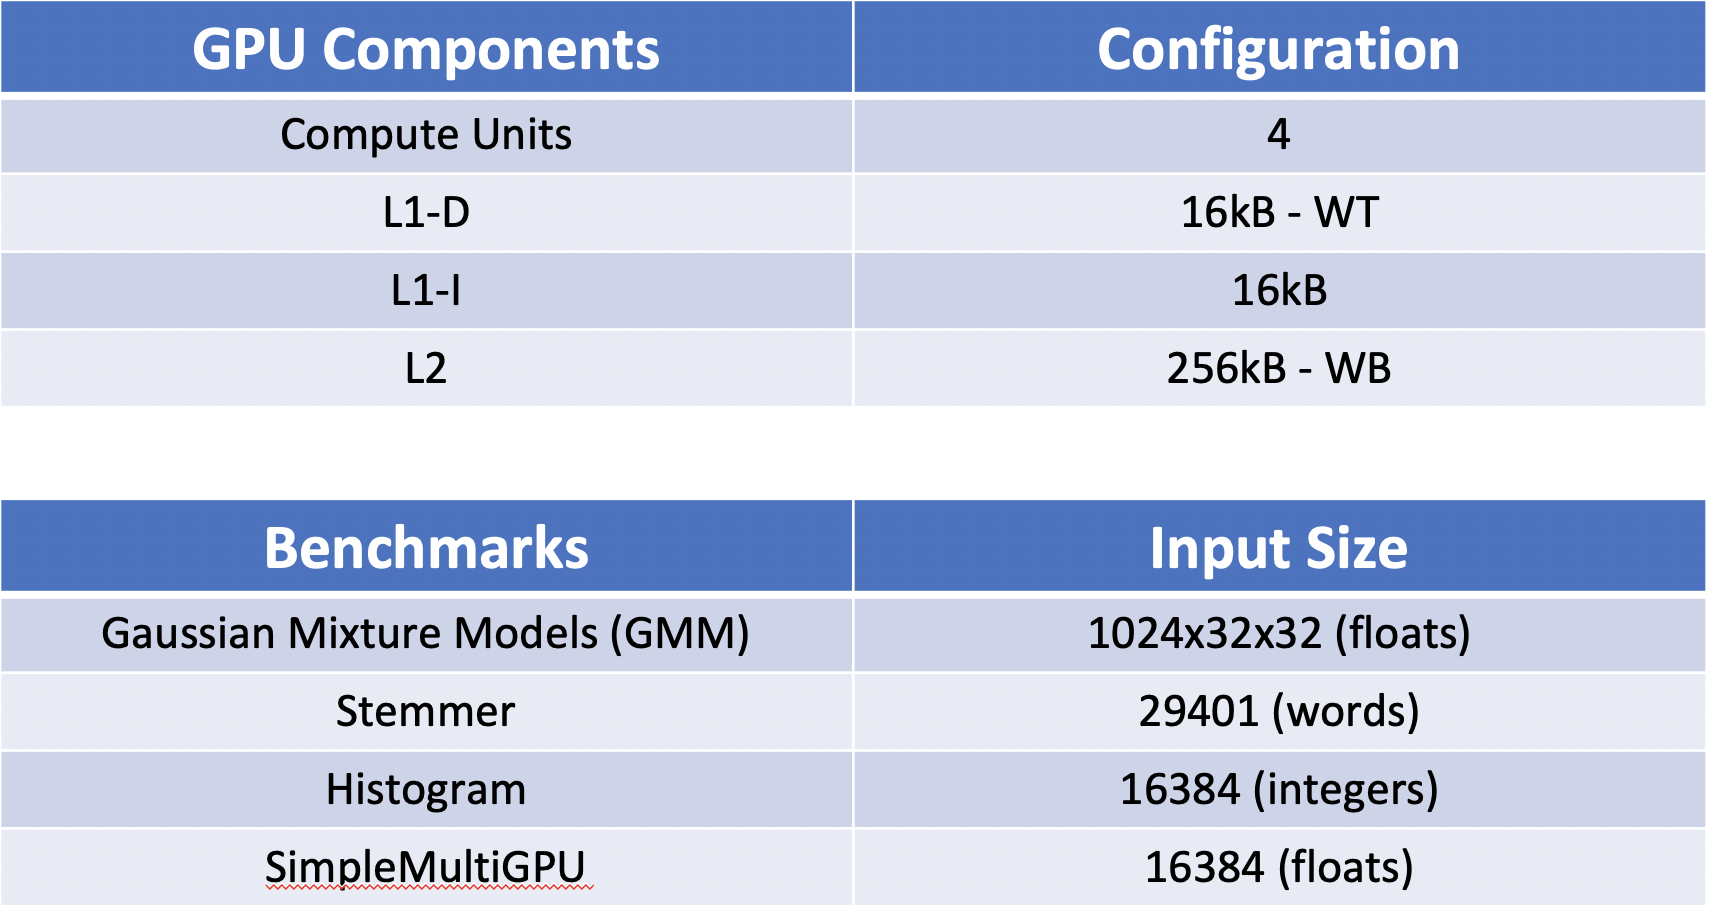 GPU Components Configuration
Compute Units 4
L1-D 16kB - WT
L1-I 16kB
L2 256kB - WB
Benchmarks Input Size
Gaussian Mixture Models (GMM) 1024x32x32 (floats)
Stemmer 29401 (words)
Histogram 16384 (integers)
SimpleMultiGPU 16384 (floats)